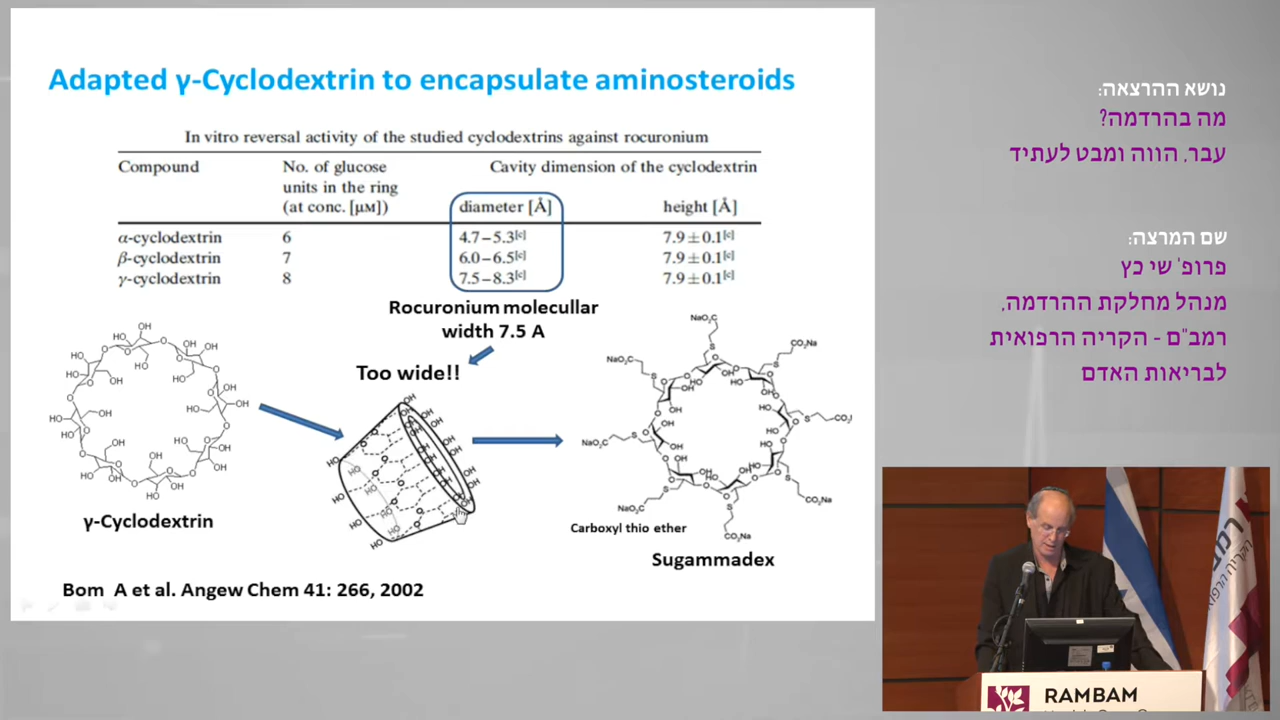 Adapted γ-Cyclodextrin to encapsulate aminosteroids
In vitro reversal activity of the studied cyclodextrins against rocuronium
Compound
No. of glucose
units in the ring
(at conc. [μM])
Cavity dimension of the cyclodextrin
diameter [Å]
height [Å]
α-cyclodextrin 6 4.7–5.3[c] 7.9±0.1[c]
β-cyclodextrin 7 6.0–6.5[c] 7.9±0.1[c]
γ-cyclodextrin 8 7.5–8.3[c] 7.9±0.1[c]
Rocuronium molecullar
width 7.5 A
Too wide!!
γ-Cyclodextrin
Carboxyl thio ether
Sugammadex
Bom A et al. Angew Chem 41: 266, 2002
נושא ההרצאה:
מה בהרדמה?
עבר, הווה ומבט לעתיד
שם המרצה:
פרופ' שי כץ
מנהל מחלקת ההרדמה,
רמב"ם - הקריה הרפואית
לבריאות האדם
RAMBAM